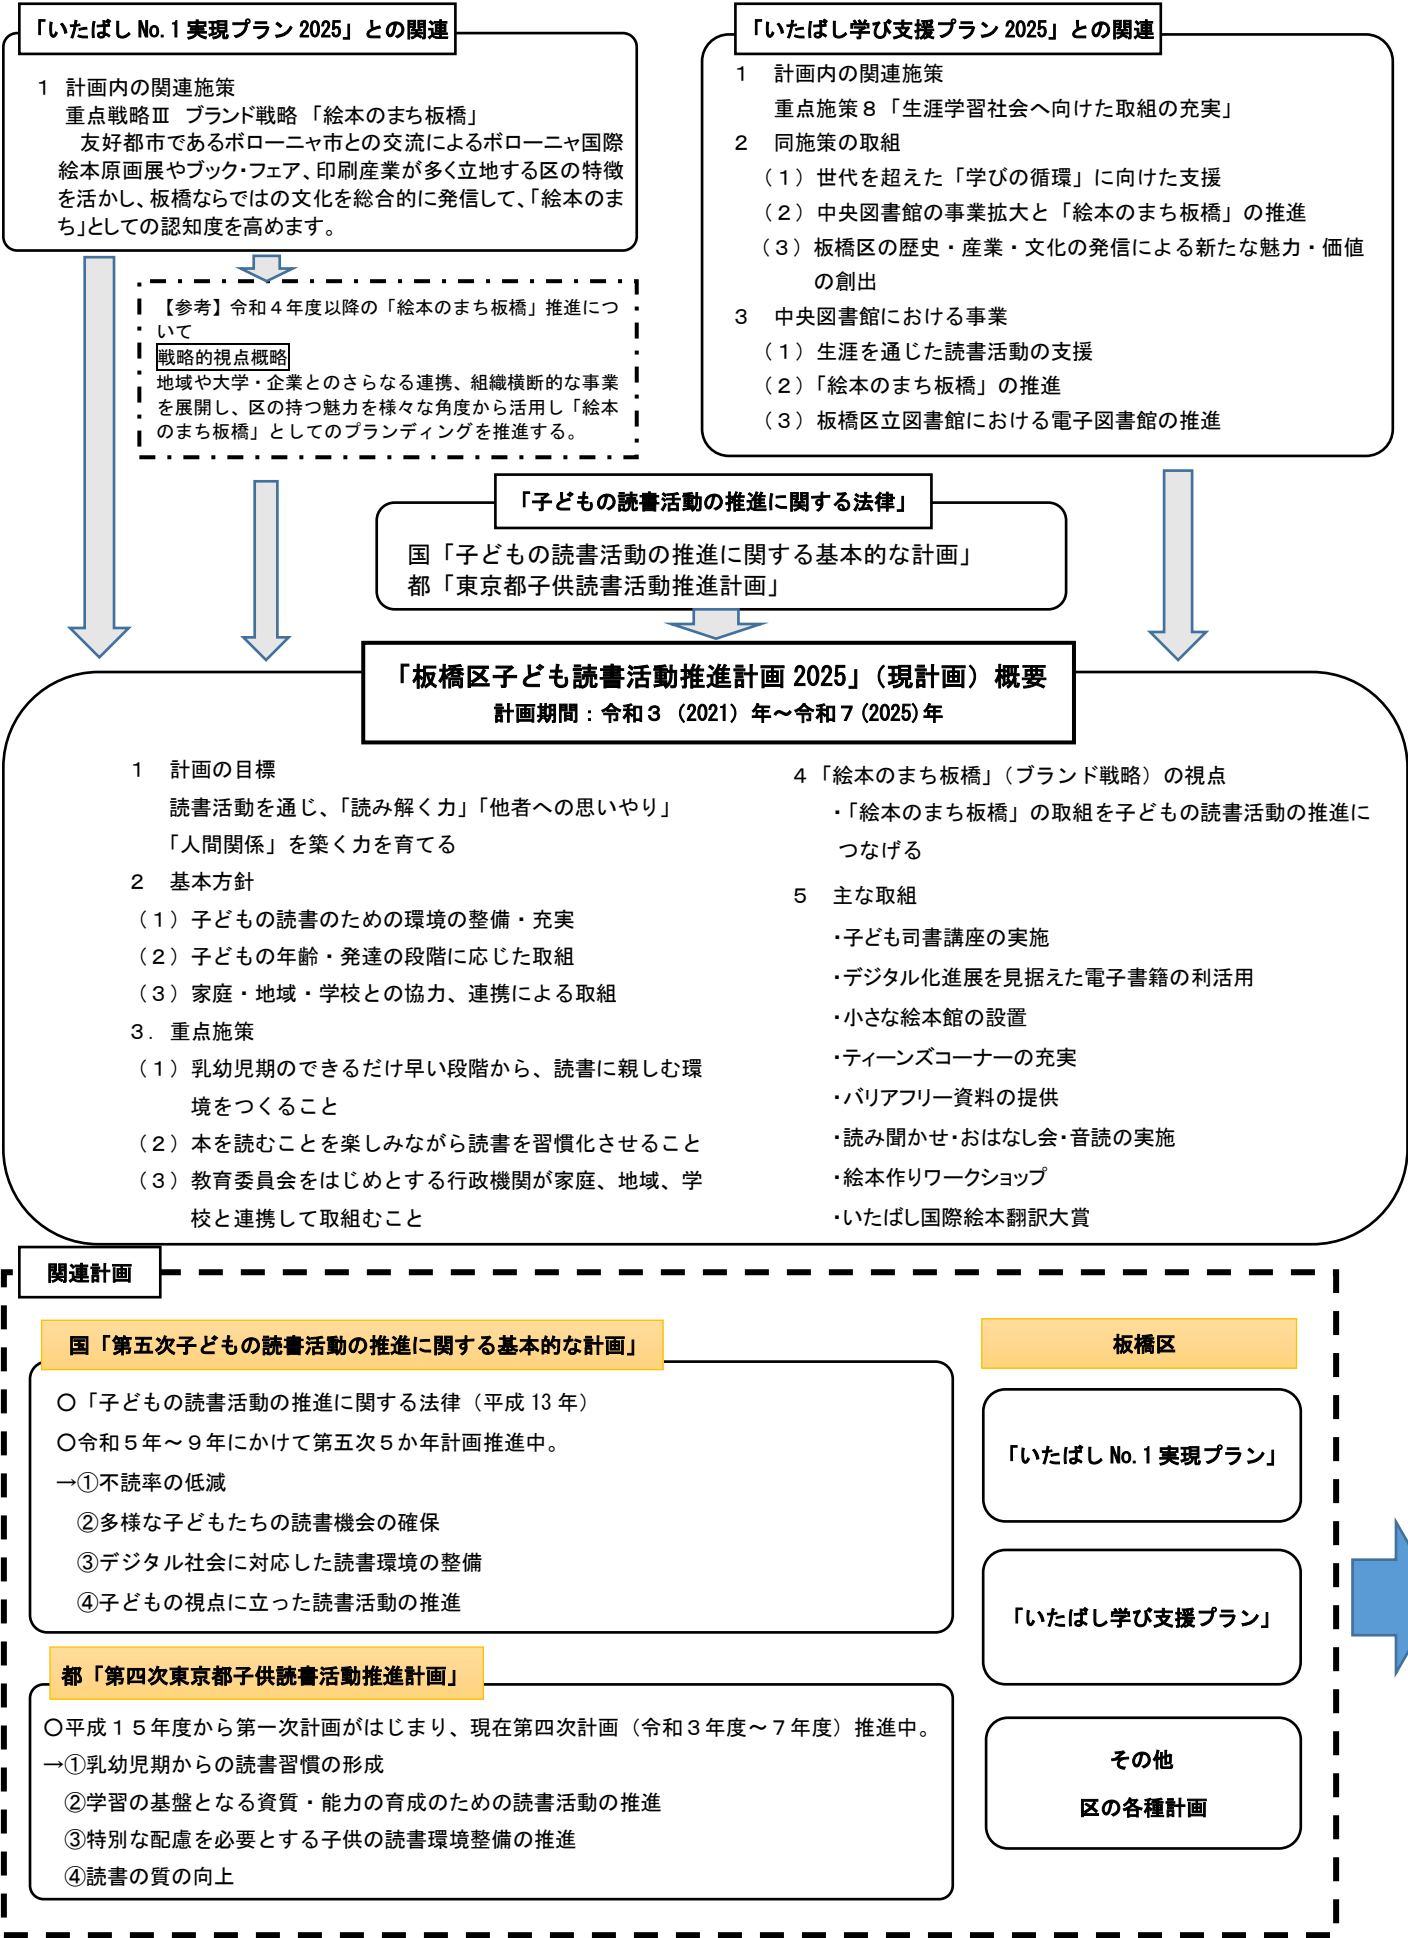 「いたばし No.1 実現プラン 2025」との関連
1 計画内の関連施策
重点戦略Ⅲ ブランド戦略 「絵本のまち板橋」
友好都市であるボローニャ市との交流によるボローニャ国際
絵本原画展やブック・フェア、印刷産業が多く立地する区の特徴
を活かし、板橋ならではの文化を総合的に発信して、「絵本のま
ち」としての認知度を高めます。
【参考】令和４年度以降の「絵本のまち板橋」推進につ
いて
戦略的視点概略
地域や大学・企業とのさらなる連携、組織横断的な事業
を展開し、区の持つ魅力を様々な角度から活用し「絵本
のまち板橋」としてのブランディングを推進する。
「いたばし学び支援プラン 2025」との関連
1 計画内の関連施策
重点施策８「生涯学習社会へ向けた取組の充実」
2 同施策の取組
（１）世代を超えた「学びの循環」に向けた支援
（２）中央図書館の事業拡大と「絵本のまち板橋」の推進
（３）板橋区の歴史・産業・文化の発信による新たな魅力・価値
の創出
3 中央図書館における事業
（１）生涯を通じた読書活動の支援
（２）「絵本のまち板橋」の推進
（３）板橋区立図書館における電子図書館の推進
「子どもの読書活動の推進に関する法律」
国「子どもの読書活動の推進に関する基本的な計画」
都「東京都子供読書活動推進計画」
「板橋区子ども読書活動推進計画 2025」（現計画）概要
計画期間：令和３（2021）年～令和７(2025)年
1 計画の目標
読書活動を通じ、「読み解く力」「他者への思いやり」
「人間関係」を築く力を育てる
2 基本方針
（１）子どもの読書のための環境の整備・充実
（２）子どもの年齢・発達の段階に応じた取組
（３）家庭・地域・学校との協力、連携による取組
３．重点施策
（１）乳幼児期のできるだけ早い段階から、読書に親しむ環
境をつくること
（２）本を読むことを楽しみながら読書を習慣化させること
（３）教育委員会をはじめとする行政機関が家庭、地域、学
校と連携して取組むこと
４「絵本のまち板橋」（ブランド戦略）の視点
・「絵本のまち板橋」の取組を子どもの読書活動の推進に
つなげる
5 主な取組
・子ども司書講座の実施
・デジタル化進展を見据えた電子書籍の利活用
・小さな絵本館の設置
・ティーンズコーナーの充実
・バリアフリー資料の提供
・読み聞かせ・おはなし会・音読の実施
・絵本作りワークショップ
・いたばし国際絵本翻訳大賞
関連計画
国「第五次子どもの読書活動の推進に関する基本的な計画」
〇「子どもの読書活動の推進に関する法律（平成 13 年）
〇令和５年～９年にかけて第五次５か年計画推進中。
→①不読率の低減
②多様な子どもたちの読書機会の確保
③デジタル社会に対応した読書環境の整備
④子どもの視点に立った読書活動の推進
都「第四次東京都子供読書活動推進計画」
〇平成１５年度から第一次計画がはじまり、現在第四次計画（令和３年度～７年度）推進中。
→①乳幼児期からの読書習慣の形成
②学習の基盤となる資質・能力の育成のための読書活動の推進
③特別な配慮を必要とする子供の読書環境整備の推進
④読書の質の向上
板橋区
「いたばし No.1 実現プラン」
「いたばし学び支援プラン」
その他
区の各種計画